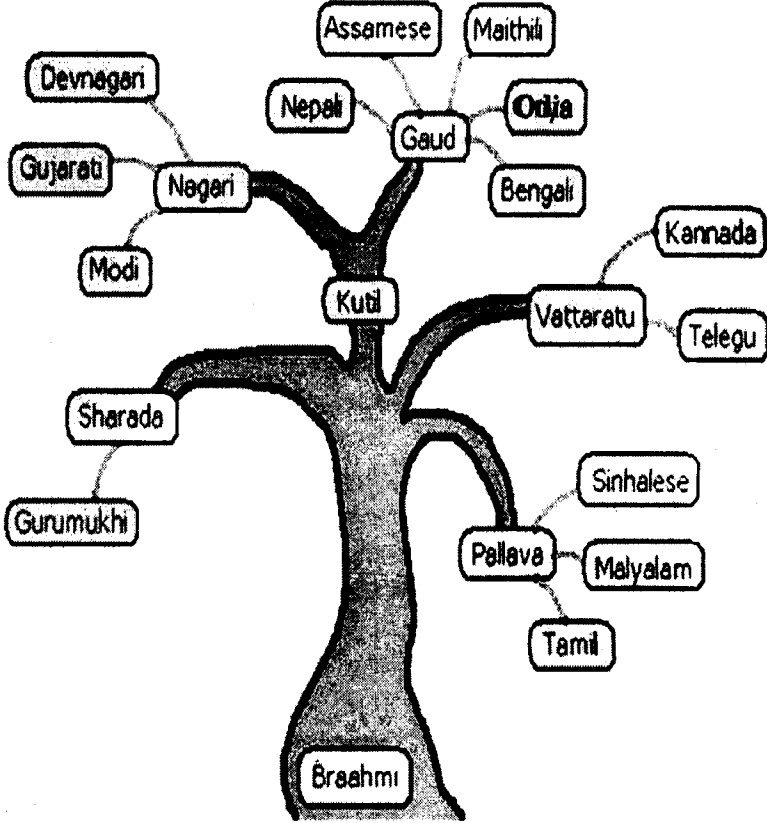 Assamese
Maithili
Devnagari
Nepali
Odia
Gaud
Gujarati
Nagari
Bengali
Kannada
Modi
Kutil
Vattaratu
Telegu
Sharada
Sinhalese
Gurumukhi
Pallava
Malyalam
Tamil
Braahmi